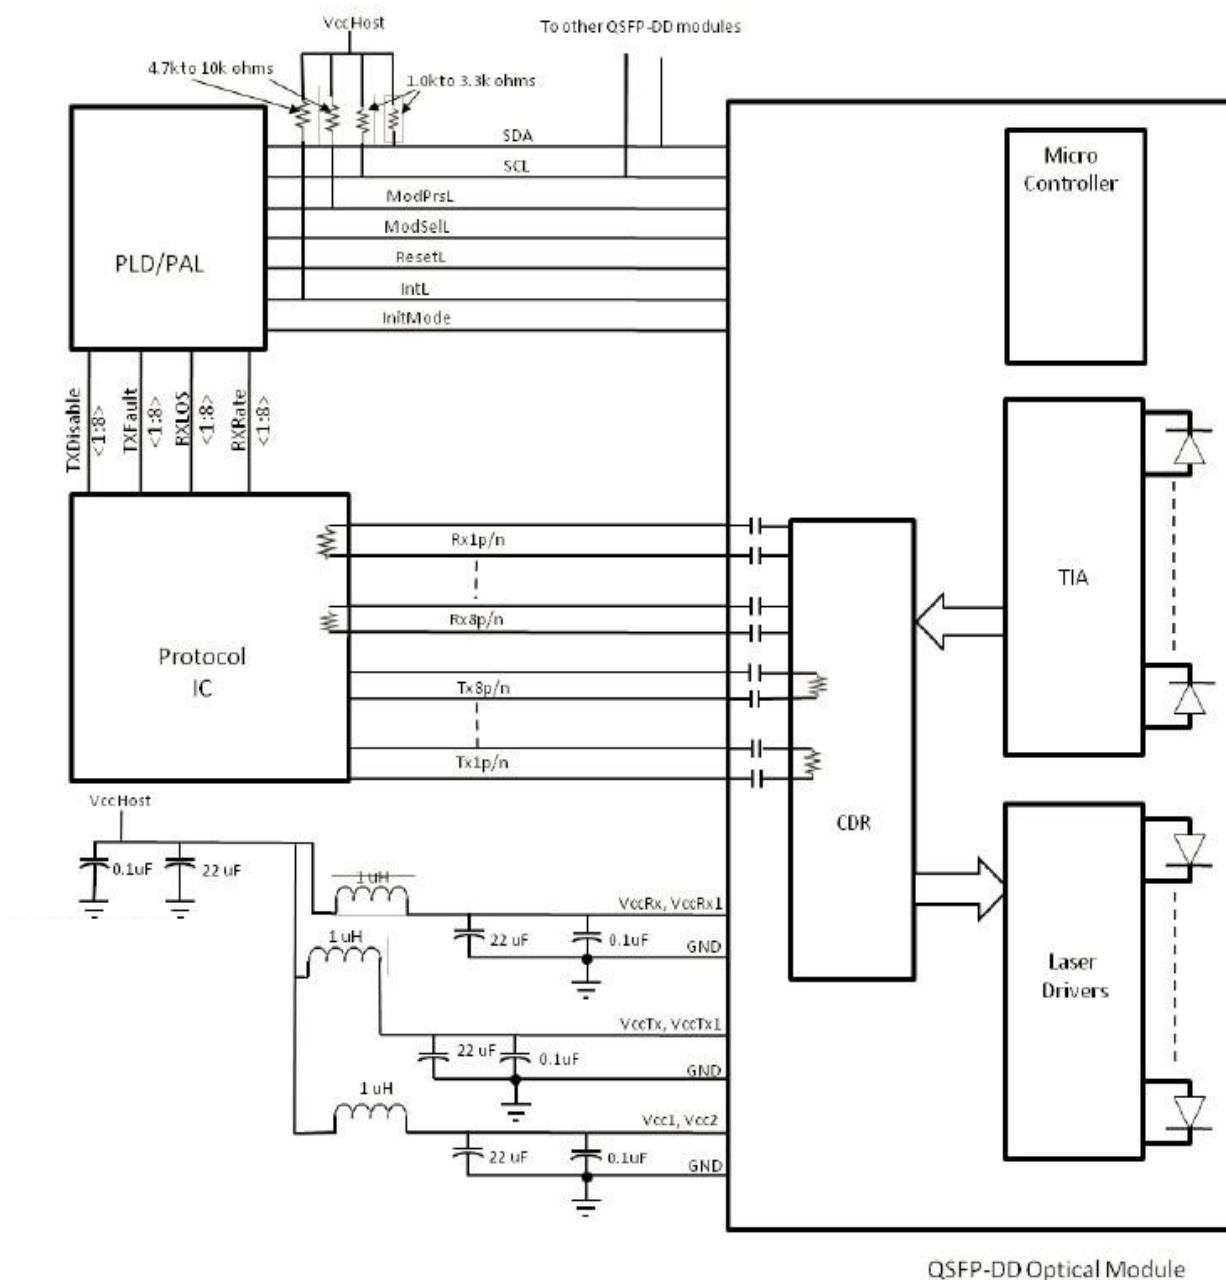 VccHost
To other QSFP-DD modules
4.7k to 10k ohms
1.0k to 3.3k ohms
SDA
SCL
ModPrsL
ModSelL
ResetL
IntL
InitMode
PLD/PAL
Micro
Controller
TXDisable
<1:8>
TXFault
<1:8>
RXLOS
<1:8>
RXRate
<1:8>
Rx1p/n
Rx8p/n
Tx8p/n
Tx1p/n
Protocol
IC
TIA
CDR
VccHost
0.1uF
22 uF
1 uH
VccRx, VccRx1
22 uF
0.1uF
GND
1 uH
VccTx, VccTx1
22 uF
0.1uF
GND
1 uH
Vcc1, Vcc2
22 uF
0.1uF
GND
Laser
Drivers
QSFP-DD Optical Module